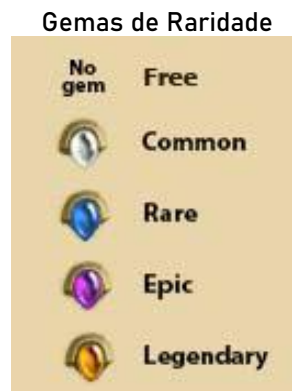 Gemas de Raridade
No gem Free
Common
Rare
Epic
Legendary